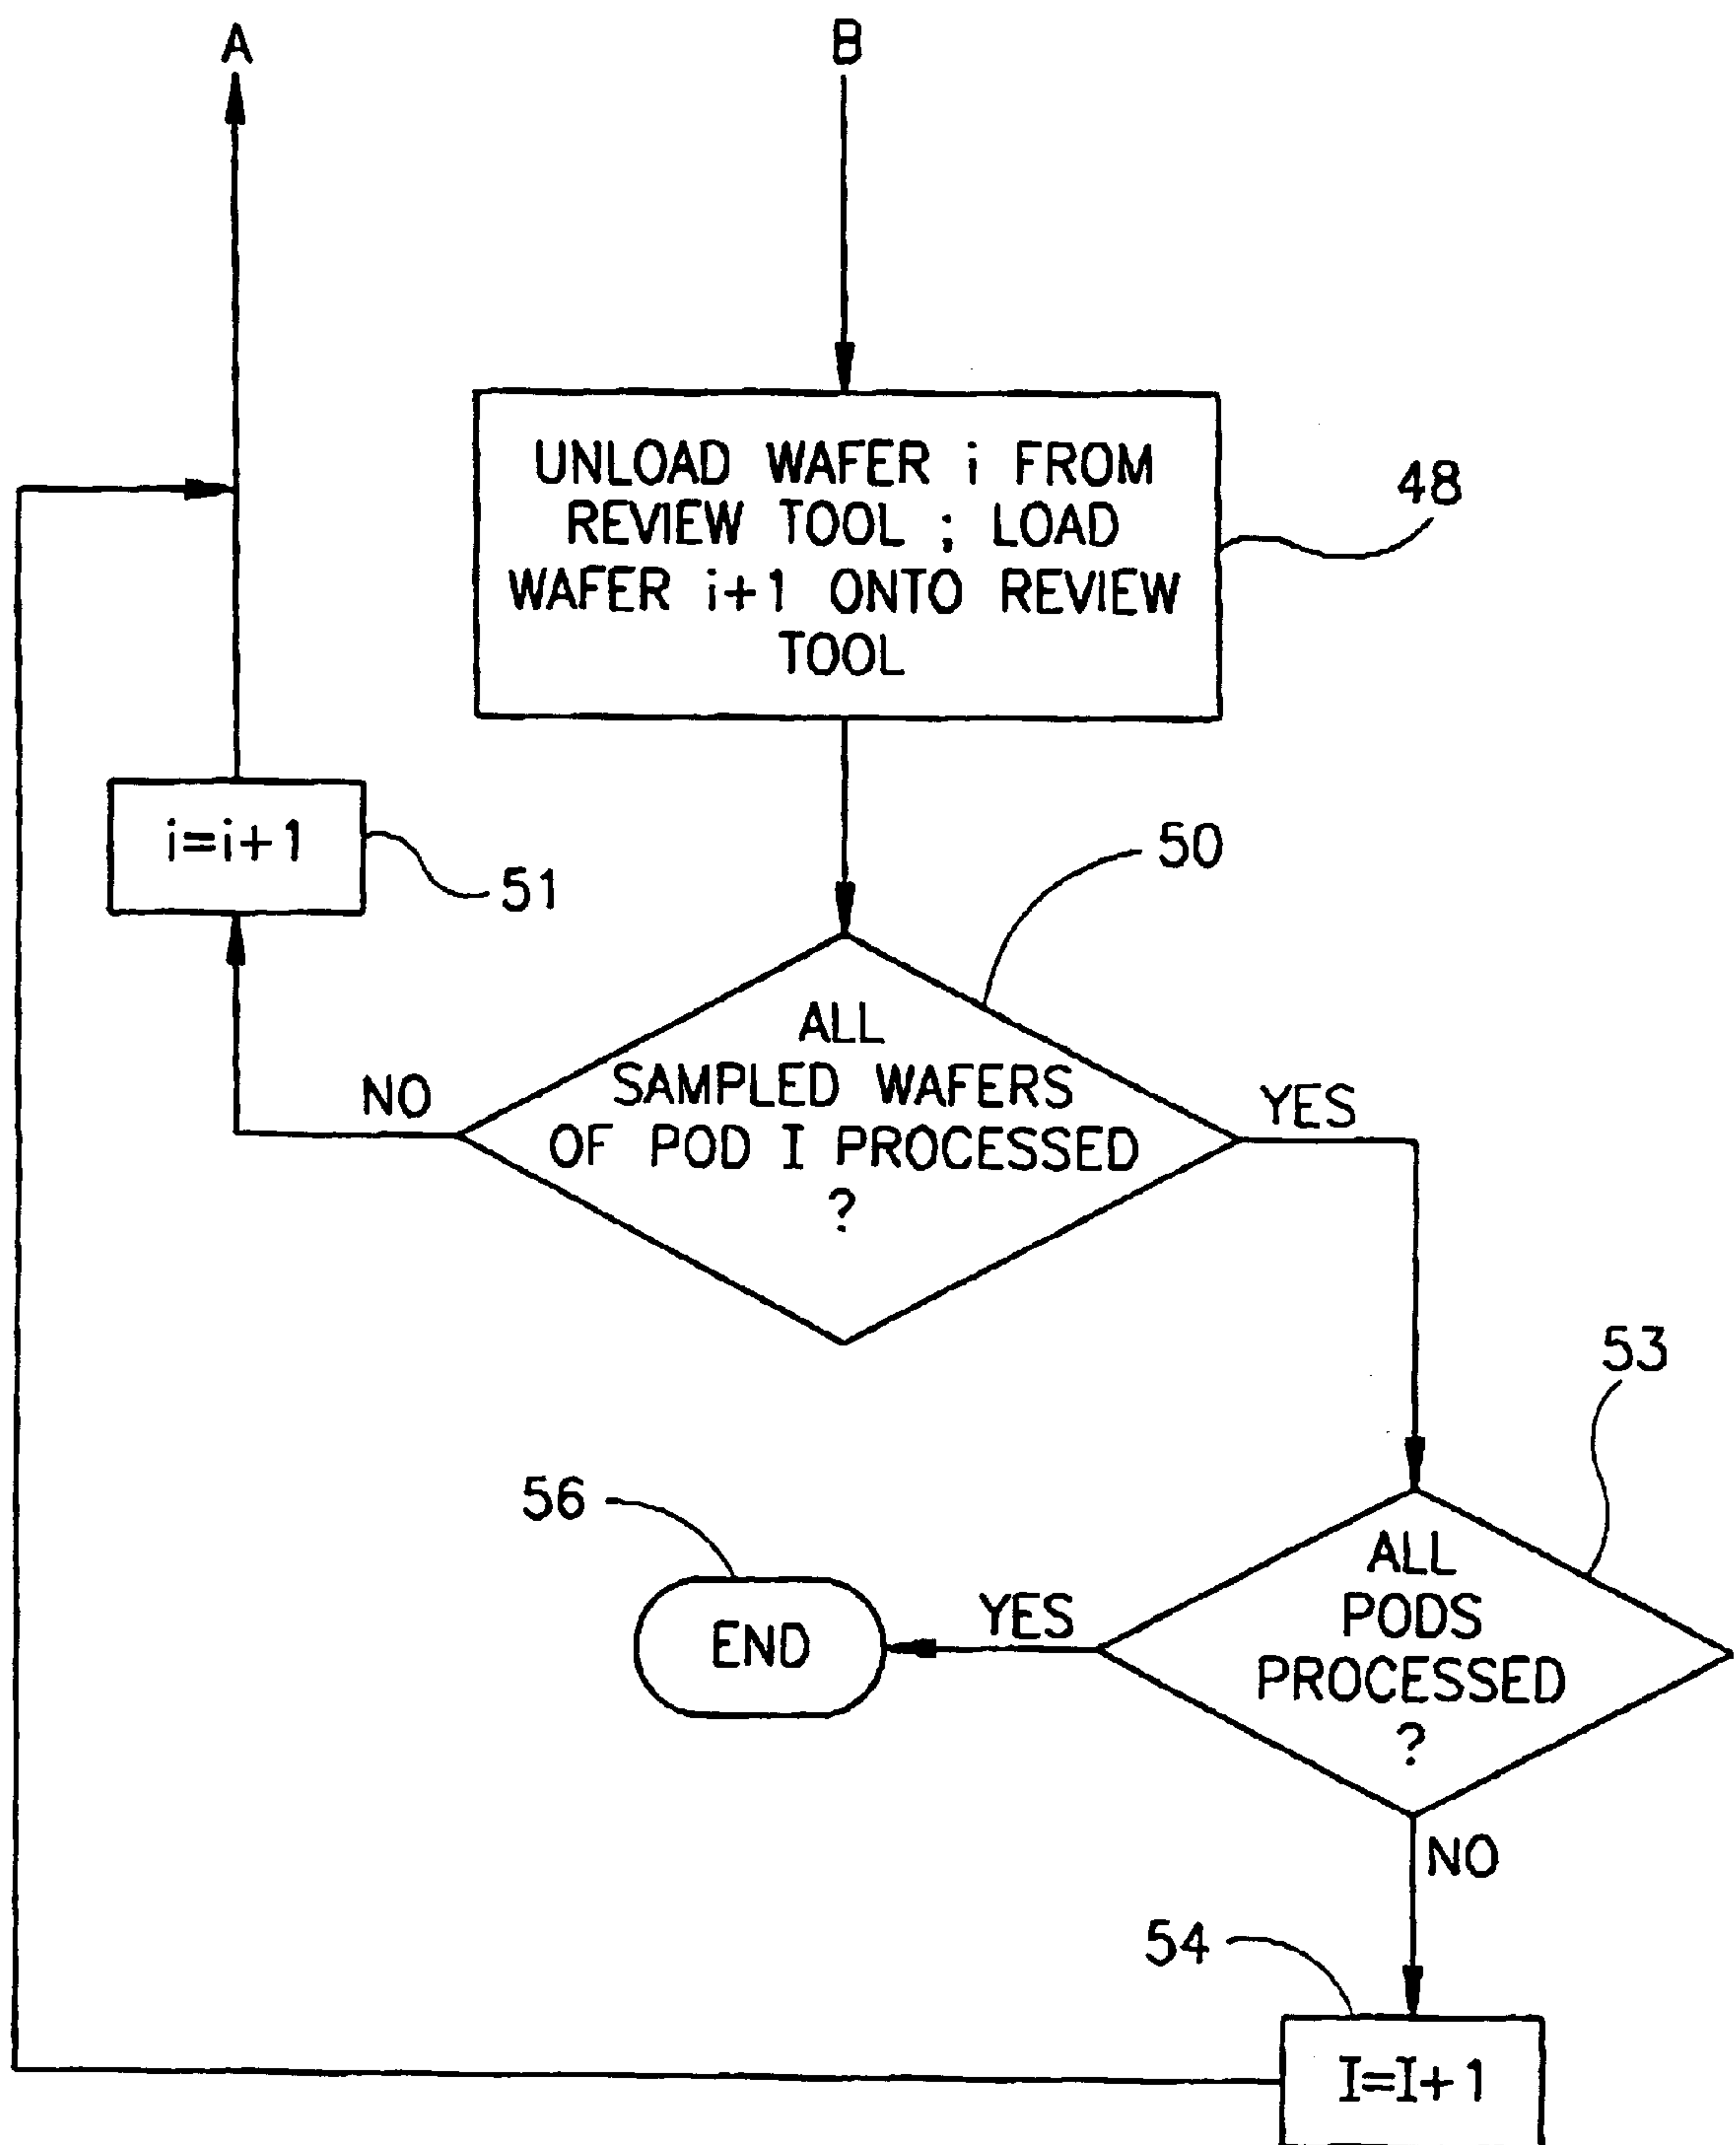 A
B
UNLOAD WAFER i FROM
REVIEW TOOL ; LOAD
WAFER i+1 ONTO REVIEW
TOOL
48
i=i+1
51
50
ALL
SAMPLED WAFERS
OF POD I PROCESSED
?
NO
YES
53
56
ALL
PODS
PROCESSED
?
YES
END
NO
54
I=I+1